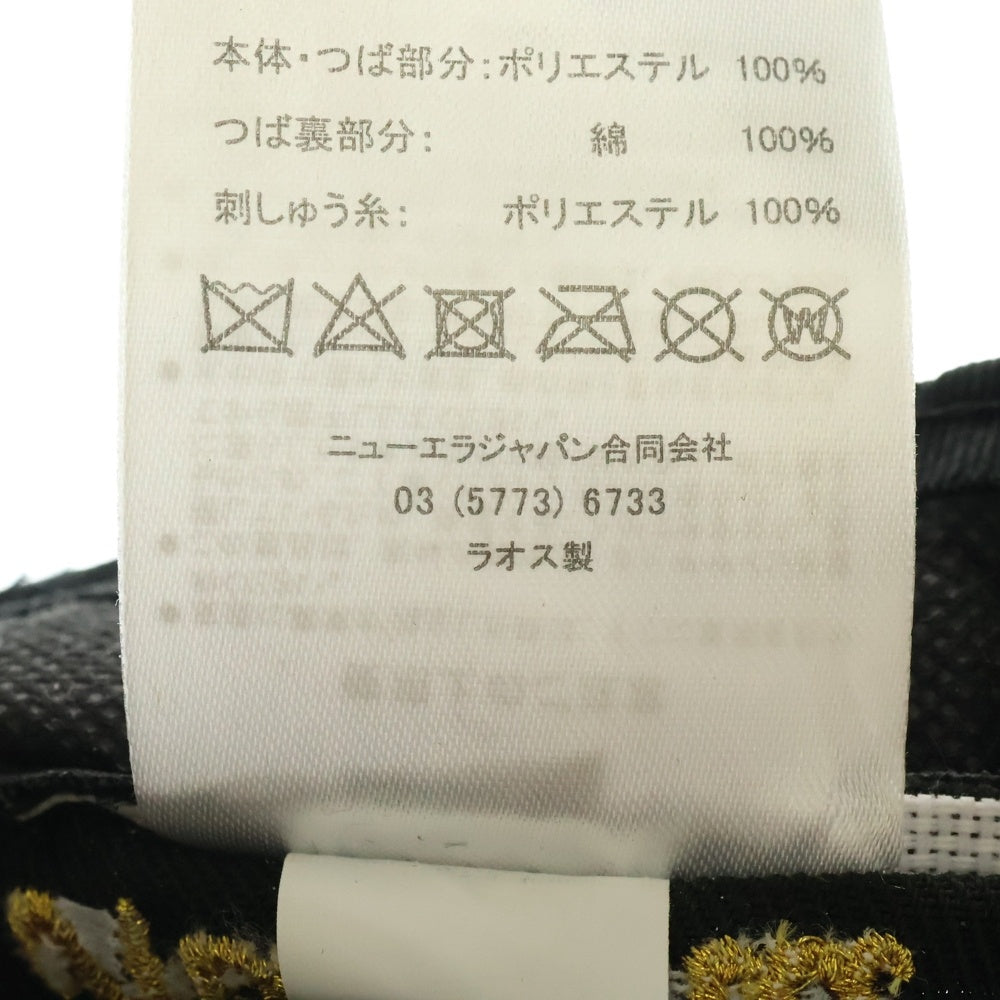 本体・つば部分：ポリエステル 100%
つば裏部分： 綿 100%
刺しゅう糸： ポリエステル 100%
W
ニューエラジャパン合同会社
03 (5773) 6733
ラオス製